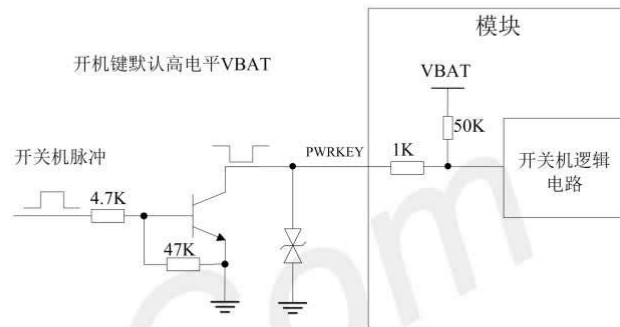 模块
开机键默认高电平VBAT
VBAT
50K
PWRKEY
1K
开关机逻辑
电路
开关机脉冲
4.7K
47K
com